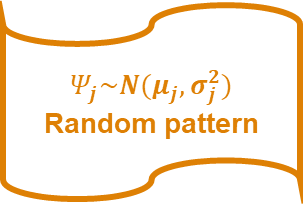 Ψⱼ~N(μⱼ, σⱼ²)
Random pattern